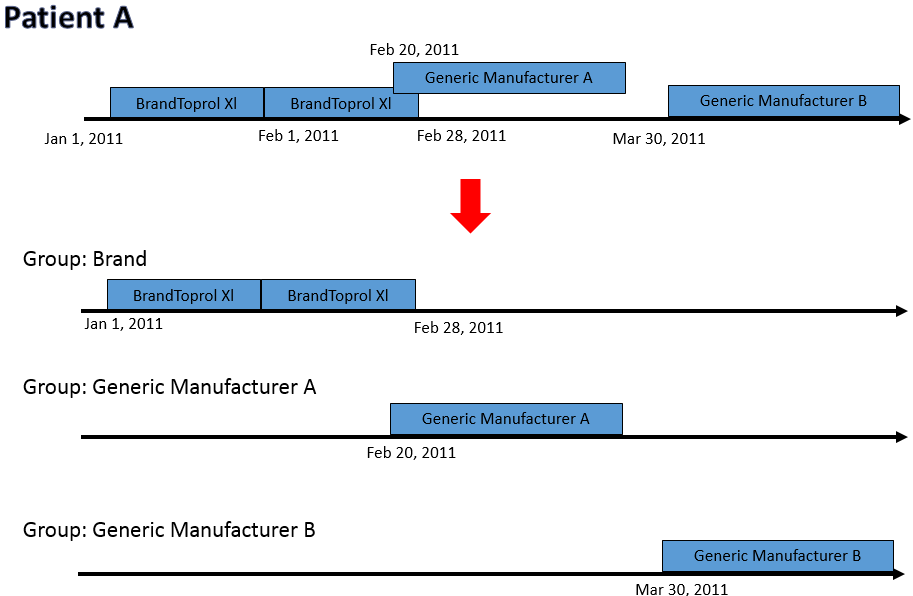 Patient A
Feb 20, 2011
Generic Manufacturer A
BrandToprol Xl
BrandToprol Xl
Generic Manufacturer B
Jan 1, 2011
Feb 1, 2011
Feb 28, 2011
Mar 30, 2011
Group: Brand
BrandToprol Xl
BrandToprol Xl
Jan 1, 2011
Feb 28, 2011
Group: Generic Manufacturer A
Generic Manufacturer A
Feb 20, 2011
Group: Generic Manufacturer B
Generic Manufacturer B
Mar 30, 2011